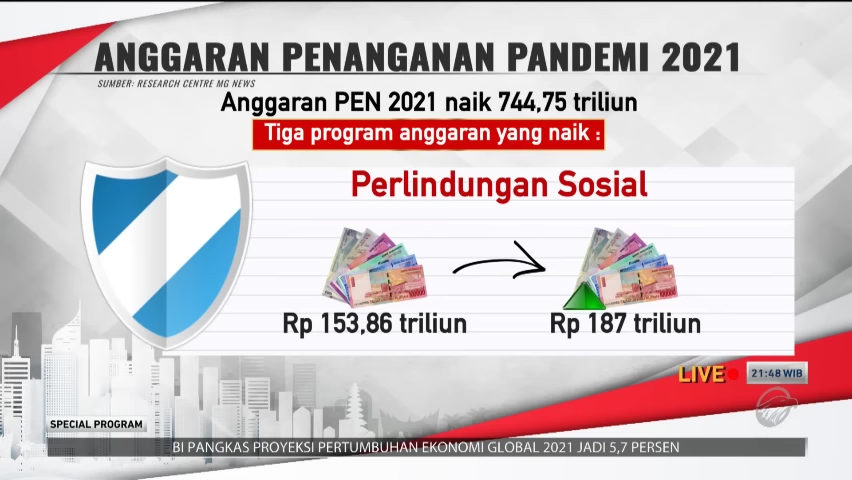 ANGGARAN PENANGANAN PANDEMI 2021
SUMBER: RESEARCH CENTRE MG NEWS
Anggaran PEN 2021 naik 744,75 triliun
Tiga program anggaran yang naik :
Perlindungan Sosial
Rp 153,86 triliun
Rp 187 triliun
LIVE
21:48 WIB
SPECIAL PROGRAM
BI PANGKAS PROYEKSI PERTUMBUHAN EKONOMI GLOBAL 2021 JADI 5,7 PERSEN